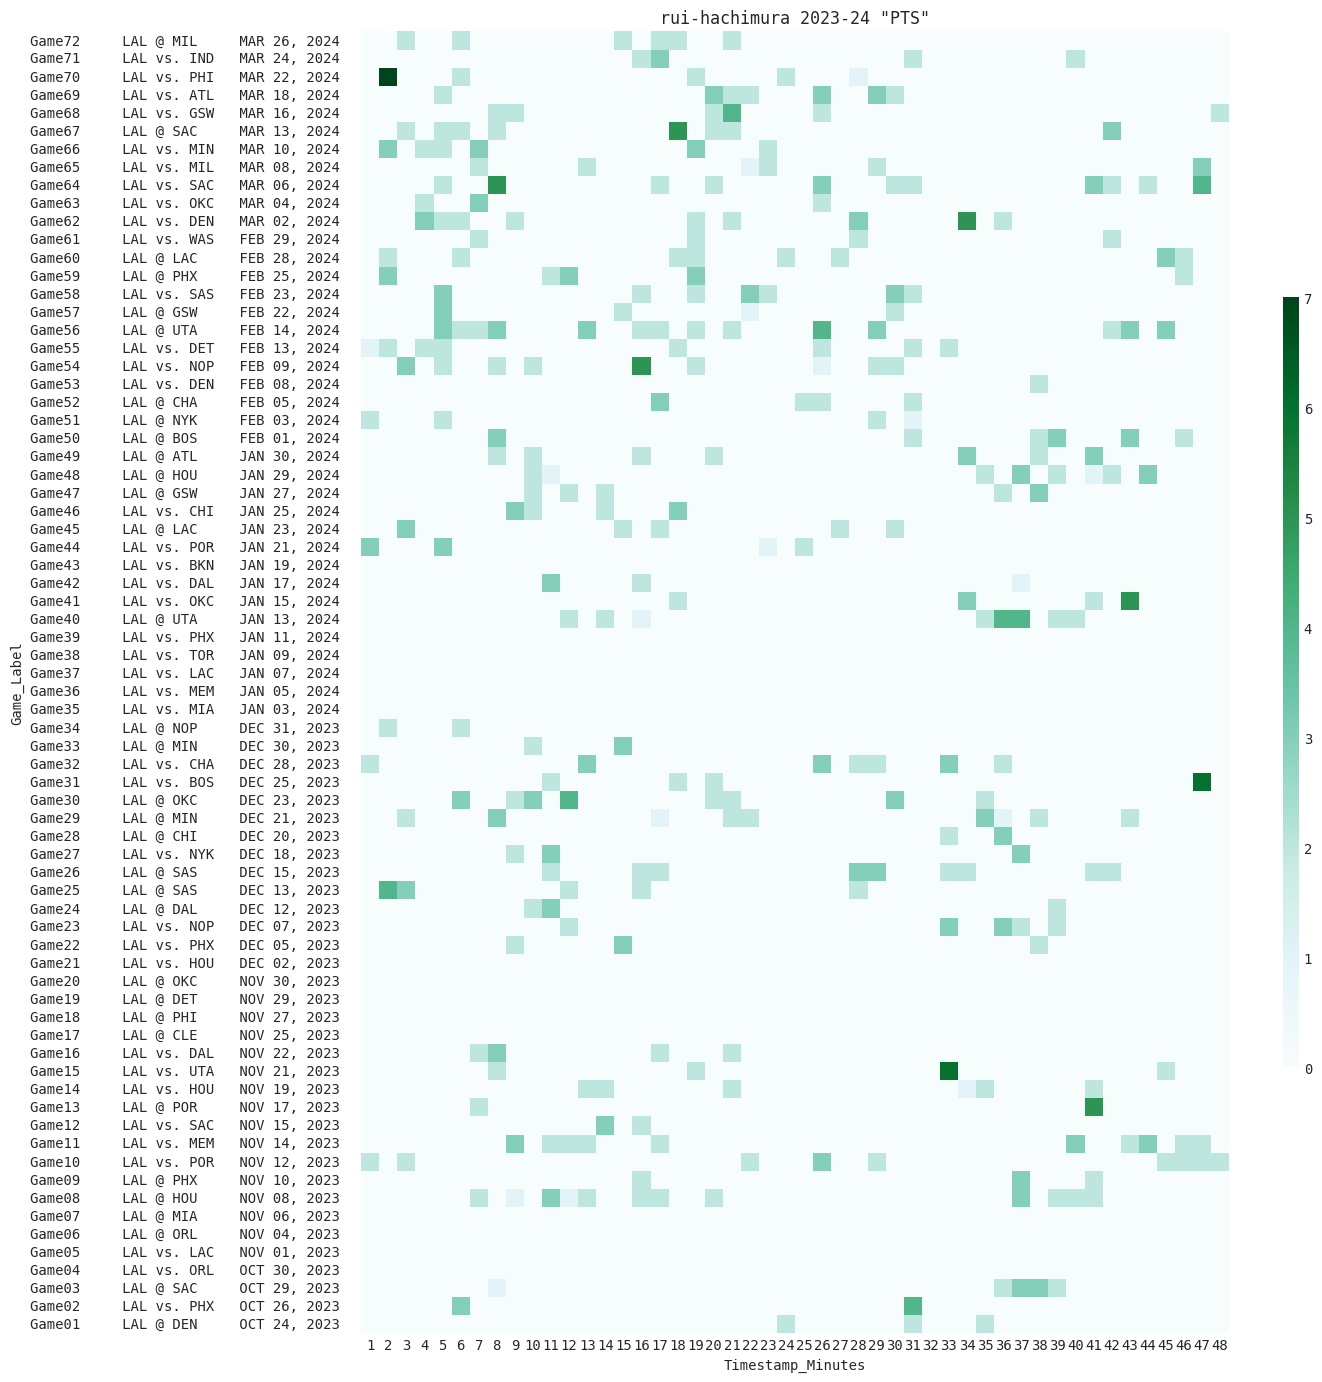 rui-hachimura 2023-24 "PTS"
Game72 LAL @ MIL MAR 26, 2024
Game71 LAL vs. IND MAR 24, 2024
Game70 LAL vs. PHI MAR 22, 2024
Game69 LAL vs. ATL MAR 18, 2024
Game68 LAL vs. GSW MAR 16, 2024
Game67 LAL @ SAC MAR 13, 2024
Game66 LAL vs. MIN MAR 10, 2024
Game65 LAL vs. MIL MAR 08, 2024
Game64 LAL vs. SAC MAR 06, 2024
Game63 LAL vs. OKC MAR 04, 2024
Game62 LAL vs. DEN MAR 02, 2024
Game61 LAL vs. WAS FEB 29, 2024
Game60 LAL @ LAC FEB 28, 2024
Game59 LAL @ PHX FEB 25, 2024
Game58 LAL vs. SAS FEB 23, 2024
Game57 LAL @ GSW FEB 22, 2024
Game56 LAL @ UTA FEB 14, 2024
Game55 LAL vs. DET FEB 13, 2024
Game54 LAL vs. NOP FEB 09, 2024
Game53 LAL vs. DEN FEB 08, 2024
Game52 LAL @ CHA FEB 05, 2024
Game51 LAL @ NYK FEB 03, 2024
Game50 LAL @ BOS FEB 01, 2024
Game49 LAL @ ATL JAN 30, 2024
Game48 LAL @ HOU JAN 29, 2024
Game47 LAL @ GSW JAN 27, 2024
Game46 LAL vs. CHI JAN 25, 2024
Game45 LAL @ LAC JAN 23, 2024
Game44 LAL vs. POR JAN 21, 2024
Game43 LAL vs. BKN JAN 19, 2024
Game42 LAL vs. DAL JAN 17, 2024
Game41 LAL vs. OKC JAN 15, 2024
Game40 LAL @ UTA JAN 13, 2024
Game39 LAL vs. PHX JAN 11, 2024
Game38 LAL vs. TOR JAN 09, 2024
Game37 LAL vs. LAC JAN 07, 2024
Game36 LAL vs. MEM JAN 05, 2024
Game35 LAL vs. MIA JAN 03, 2024
Game34 LAL @ NOP DEC 31, 2023
Game33 LAL @ MIN DEC 30, 2023
Game32 LAL vs. CHA DEC 28, 2023
Game31 LAL vs. BOS DEC 25, 2023
Game30 LAL @ OKC DEC 23, 2023
Game29 LAL @ MIN DEC 21, 2023
Game28 LAL @ CHI DEC 20, 2023
Game27 LAL vs. NYK DEC 18, 2023
Game26 LAL @ SAS DEC 15, 2023
Game25 LAL @ SAS DEC 13, 2023
Game24 LAL @ DAL DEC 12, 2023
Game23 LAL vs. NOP DEC 07, 2023
Game22 LAL vs. PHX DEC 05, 2023
Game21 LAL vs. HOU DEC 02, 2023
Game20 LAL @ OKC NOV 30, 2023
Game19 LAL @ DET NOV 29, 2023
Game18 LAL @ PHI NOV 27, 2023
Game17 LAL @ CLE NOV 25, 2023
Game16 LAL vs. DAL NOV 22, 2023
Game15 LAL vs. UTA NOV 21, 2023
Game14 LAL vs. HOU NOV 19, 2023
Game13 LAL @ POR NOV 17, 2023
Game12 LAL vs. SAC NOV 15, 2023
Game11 LAL vs. MEM NOV 14, 2023
Game10 LAL vs. POR NOV 12, 2023
Game09 LAL @ PHX NOV 10, 2023
Game08 LAL @ HOU NOV 08, 2023
Game07 LAL @ MIA NOV 06, 2023
Game06 LAL @ ORL NOV 04, 2023
Game05 LAL vs. LAC NOV 01, 2023
Game04 LAL vs. ORL OCT 30, 2023
Game03 LAL @ SAC OCT 29, 2023
Game02 LAL vs. PHX OCT 26, 2023
Game01 LAL @ DEN OCT 24, 2023
Game_Label
1 2 3 4 5 6 7 8 9 10 11 12 13 14 15 16 17 18 19 20 21 22 23 24 25 26 27 28 29 30 31 32 33 34 35 36 37 38 39 40 41 42 43 44 45 46 47 48
Timestamp_Minutes
7
6
5
4
3
2
1
0